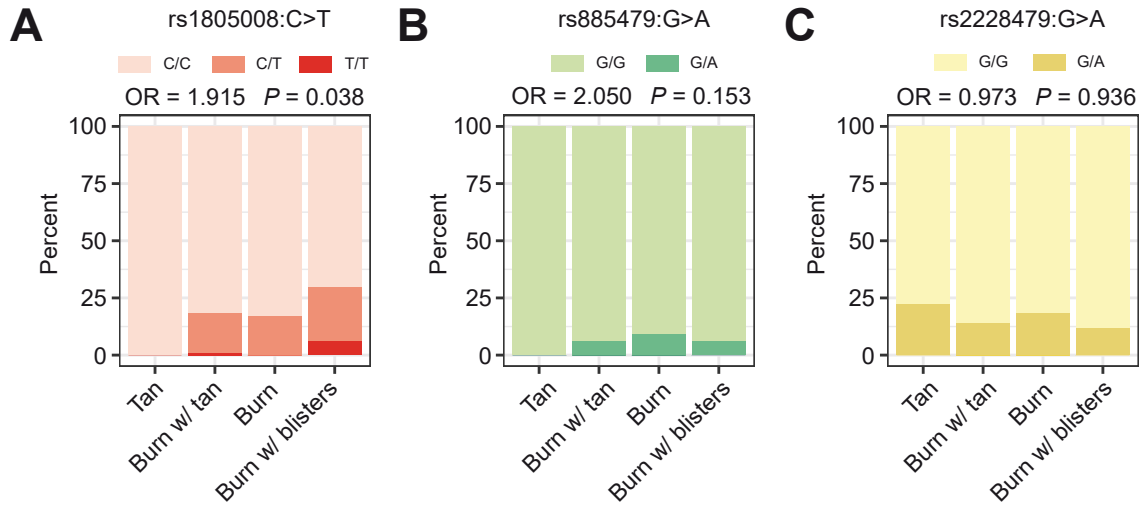 A
rs1805008:C>T
C/C C/T T/T
OR = 1.915 P = 0.038
Percent
100
75
50
25
0
Tan
Burn w/ tan
Burn
Burn w/ blisters
B
rs885479:G>A
G/G G/A
OR = 2.050 P = 0.153
Percent
100
75
50
25
0
Tan
Burn w/ tan
Burn
Burn w/ blisters
C
rs2228479:G>A
G/G G/A
OR = 0.973 P = 0.936
Percent
100
75
50
25
0
Tan
Burn w/ tan
Burn
Burn w/ blisters